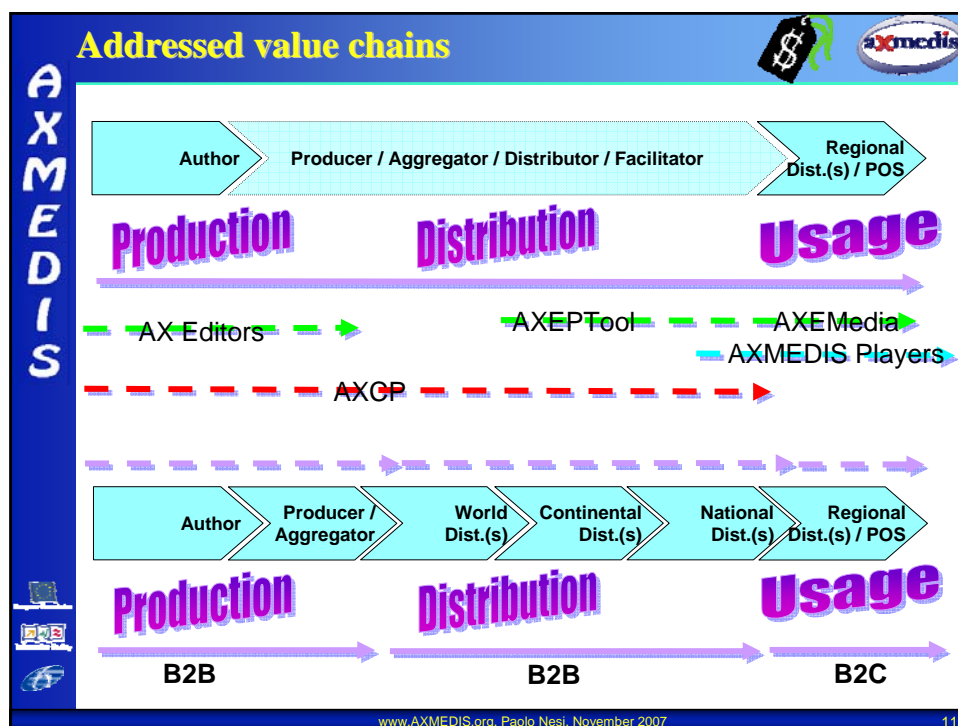 Addressed value chains
$
axmedis
AXMEDIS
Author
Producer / Aggregator / Distributor / Facilitator
Regional
Dist.(s) / POS
Production
Distribution
Usage
AX Editors
AXEPTool
AXEMedia
AXMEDIS Players
AXCP
Author
Producer /
Aggregator
World
Dist.(s)
Continental
Dist.(s)
National
Dist.(s)
Regional
Dist.(s) / POS
Production
Distribution
Usage
B2B
B2B
B2C
www.AXMEDIS.org, Paolo Nesi, November 2007
11